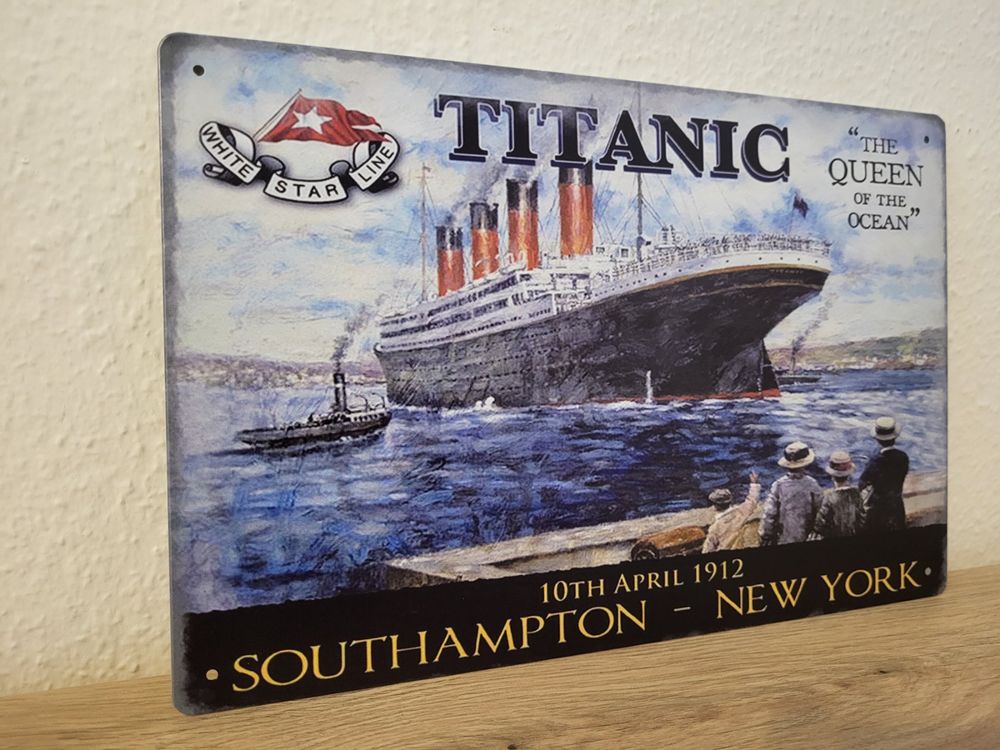 WHITE STAR LINE
TITANIC
“THE
QUEEN
OF THE
OCEAN”
10TH APRIL 1912
SOUTHAMPTON – NEW YORK